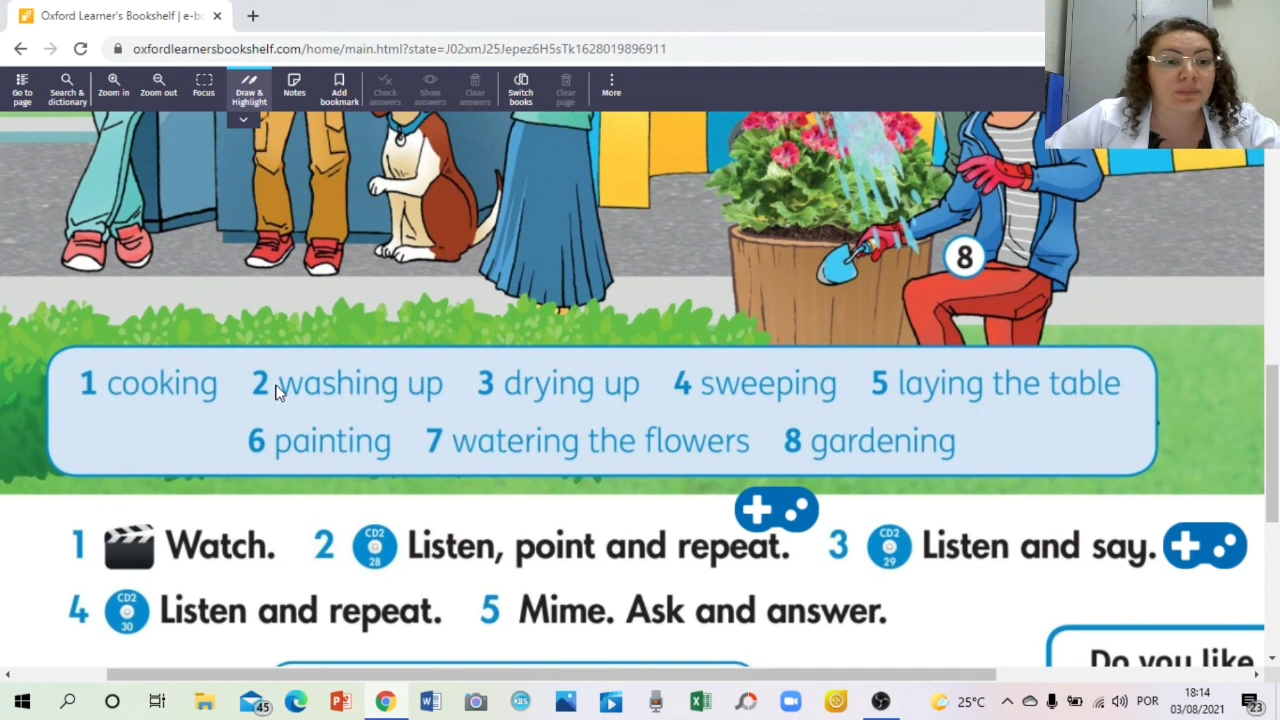 Oxford Learner's Bookshelf | e-bo
oxfordlearnersbookshelf.com/home/main.html?state=J02xmJ25Jepez6H5sTk1628019896911
Go to page
Search & dictionary
Zoom in
Zoom out
Focus
Draw & Highlight
Notes
Add bookmark
Check answers
Show answers
Clear answers
Switch books
Clear page
More
8
1 cooking 2 washing up 3 drying up 4 sweeping 5 laying the table
6 painting 7 watering the flowers 8 gardening
1 Watch. 2 CD2 28 Listen, point and repeat. 3 CD2 29 Listen and say.
4 CD2 30 Listen and repeat. 5 Mime. Ask and answer.
Do you like
45
25°C
POR
18:14
03/08/2021
23